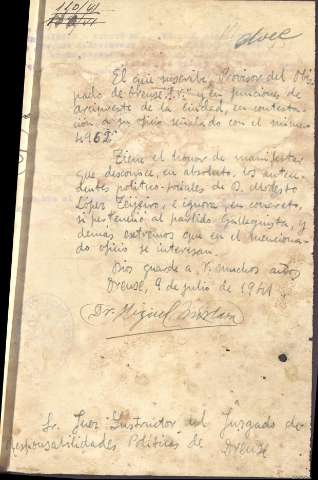 110/41
doce
El que suscribe, Provisor del Obis
pado de Orense, y en funciones de
arcipreste de la ciudad, en contesta
ción a su oficio señalado con el número
4962
Tiene el honor de manifestar
que desconoce, en absoluto, los antece
dentes político-sociales de D. Modesto
López Teijeiro, e ignora, en concreto,
si perteneció al partido Galleguista, y
demás extremos que en el menciona
do oficio se interesan.
Dios guarde a V. muchos años
Orense, 9 de julio de 1941
Dr. Miguel
Sr. Juez Instructor del Juzgado de
Responsabilidades Políticas de Orense